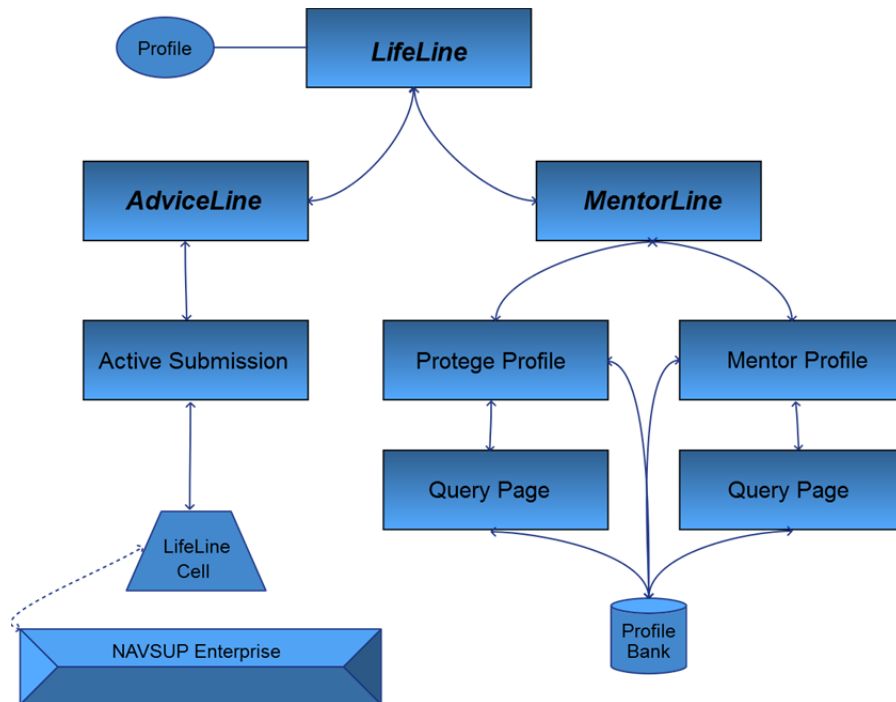 Profile
LifeLine
AdviceLine
MentorLine
Active Submission
Protege Profile
Mentor Profile
Query Page
Query Page
LifeLine
Cell
Profile
Bank
NAVSUP Enterprise